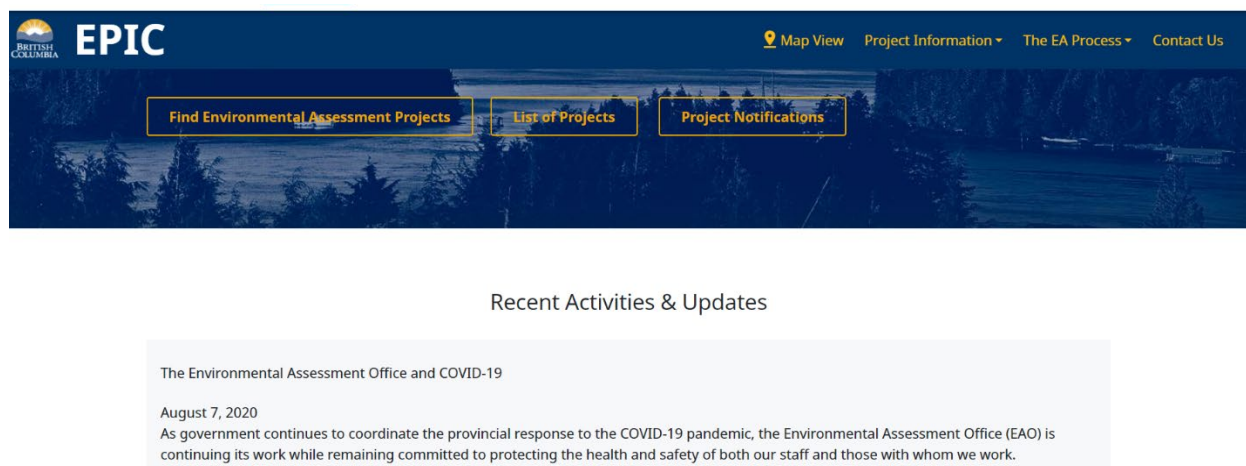 BRITISH
COLUMBIA
EPIC
Map View Project Information The EA Process Contact Us
Find Environmental Assessment Projects List of Projects Project Notifications
Recent Activities & Updates
The Environmental Assessment Office and COVID-19
August 7, 2020
As government continues to coordinate the provincial response to the COVID-19 pandemic, the Environmental Assessment Office (EAO) is
continuing its work while remaining committed to protecting the health and safety of both our staff and those with whom we work.